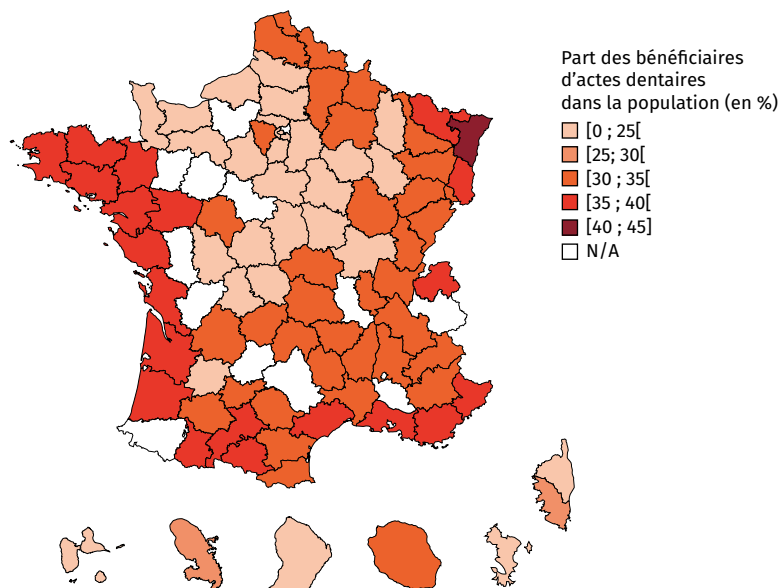 Part des bénéficiaires
d'actes dentaires
dans la population (en %)
[0 ; 25[
[25; 30[
[30 ; 35[
[35 ; 40[
[40 ; 45]
N/A